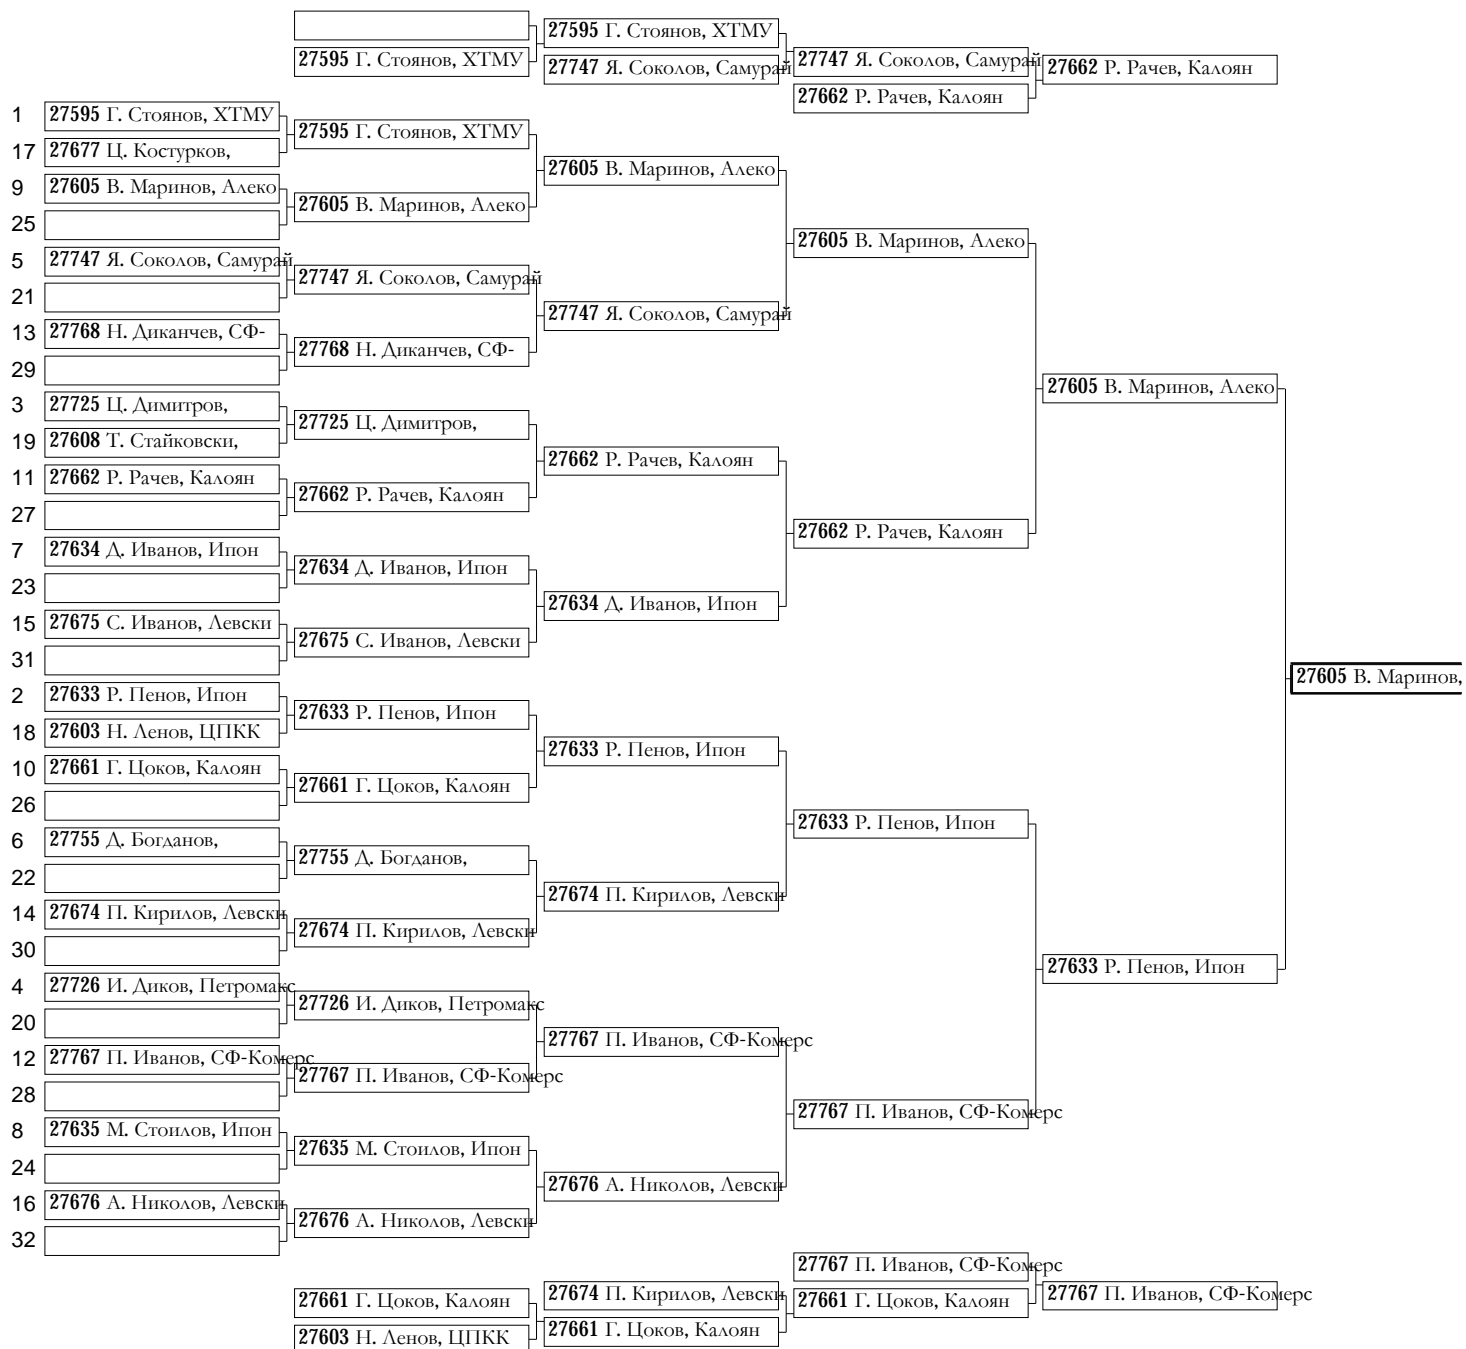 27595 Г. Стоянов, ХТМУ
27595 Г. Стоянов, ХТМУ
27747 Я. Соколов, Самурай
27747 Я. Соколов, Самурай
27662 Р. Рачев, Калоян
27662 Р. Рачев, Калоян
1 27595 Г. Стоянов, ХТМУ
17 27677 Ц. Костурков,
9 27605 В. Маринов, Алеко
25
5 27747 Я. Соколов, Самурай
21
13 27768 Н. Диканчев, СФ-
29
3 27725 Ц. Димитров,
19 27608 Т. Стайковски,
11 27662 Р. Рачев, Калоян
27
7 27634 Д. Иванов, Ипон
23
15 27675 С. Иванов, Левски
31
2 27633 Р. Пенов, Ипон
18 27603 Н. Ленов, ЦПКК
10 27661 Г. Цоков, Калоян
26
6 27755 Д. Богданов,
22
14 27674 П. Кирилов, Левски
30
4 27726 И. Диков, Петромакс
20
12 27767 П. Иванов, СФ-Комерс
28
8 27635 М. Стоилов, Ипон
24
16 27676 А. Николов, Левски
32
27595 Г. Стоянов, ХТМУ
27605 В. Маринов, Алеко
27747 Я. Соколов, Самурай
27768 Н. Диканчев, СФ-
27725 Ц. Димитров,
27662 Р. Рачев, Калоян
27634 Д. Иванов, Ипон
27675 С. Иванов, Левски
27633 Р. Пенов, Ипон
27661 Г. Цоков, Калоян
27755 Д. Богданов,
27674 П. Кирилов, Левски
27726 И. Диков, Петромакс
27767 П. Иванов, СФ-Комерс
27635 М. Стоилов, Ипон
27676 А. Николов, Левски
27605 В. Маринов, Алеко
27747 Я. Соколов, Самурай
27662 Р. Рачев, Калоян
27634 Д. Иванов, Ипон
27633 Р. Пенов, Ипон
27674 П. Кирилов, Левски
27767 П. Иванов, СФ-Комерс
27676 А. Николов, Левски
27605 В. Маринов, Алеко
27662 Р. Рачев, Калоян
27633 Р. Пенов, Ипон
27767 П. Иванов, СФ-Комерс
27605 В. Маринов, Алеко
27633 Р. Пенов, Ипон
27605 В. Маринов,
27661 Г. Цоков, Калоян
27603 Н. Ленов, ЦПКК
27674 П. Кирилов, Левски
27661 Г. Цоков, Калоян
27767 П. Иванов, СФ-Комерс
27661 Г. Цоков, Калоян
27767 П. Иванов, СФ-Комерс